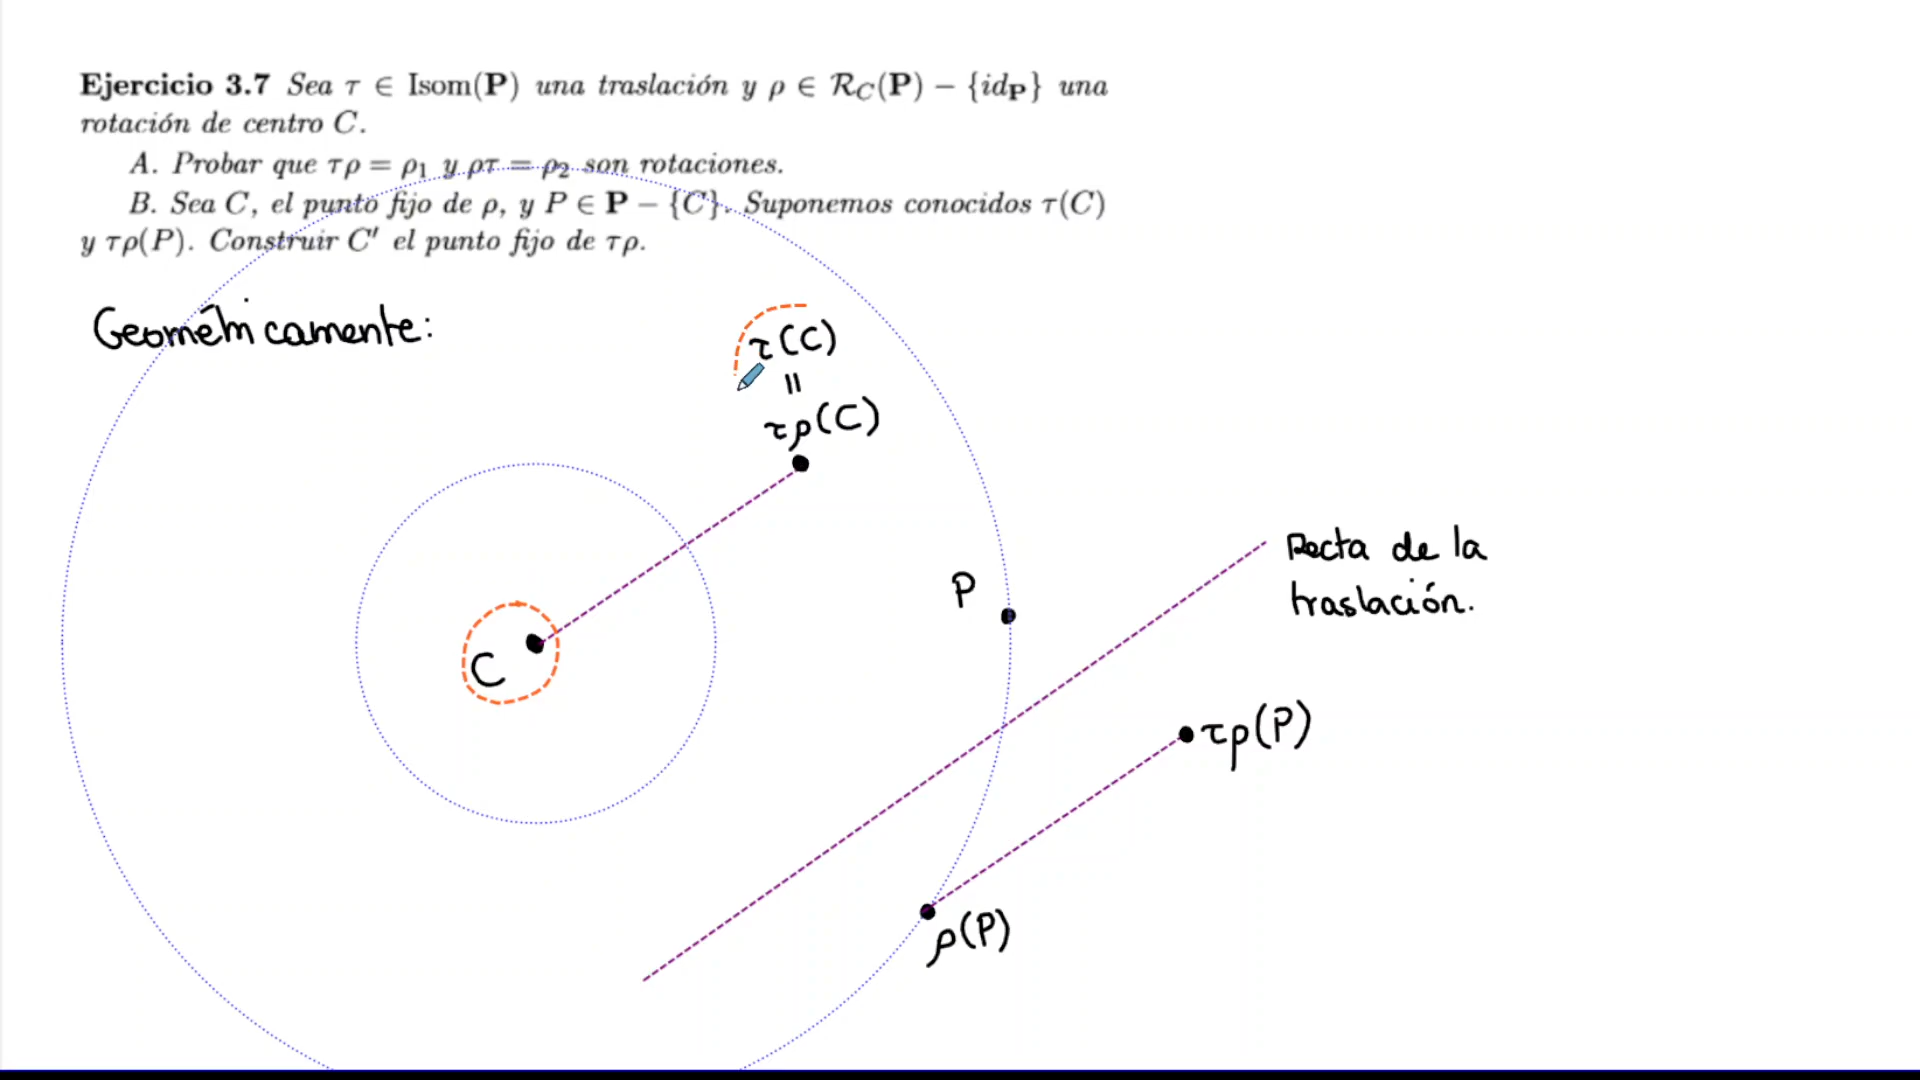 Ejercicio 3.7 Sea τ ∈ Isom(P) una traslación y ρ ∈ R_C(P) − {id_P} una
rotación de centro C.
A. Probar que τρ = ρ₁ y ρτ = ρ₂ son rotaciones.
B. Sea C, el punto fijo de ρ, y P ∈ P − {C}. Suponemos conocidos τ(C)
y τρ(P). Construir C′ el punto fijo de τρ.
Geométricamente:
τ(C)
=
τρ(C)
C
P
Recta de la
traslación.
τρ(P)
ρ(P)